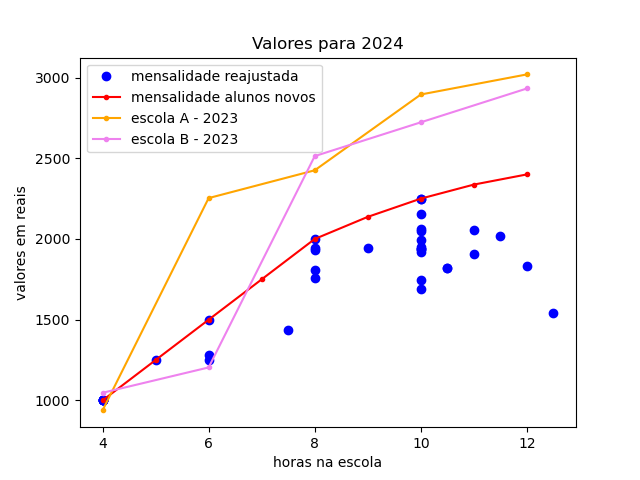 Valores para 2024
mensalidade reajustada
mensalidade alunos novos
escola A - 2023
escola B - 2023
3000
2500
2000
1500
1000
valores em reais
4 6 8 10 12
horas na escola